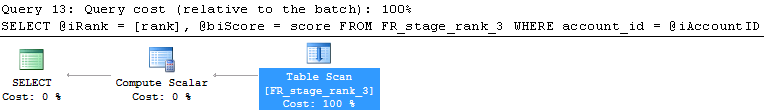 Query 13: Query cost (relative to the batch): 100%
SELECT @iRank = [rank], @biScore = score FROM FR_stage_rank_3 WHERE account_id = @iAccountID
SELECT
Cost: 0 %
Compute Scalar
Cost: 0 %
Table Scan
[FR_stage_rank_3]
Cost: 100 %